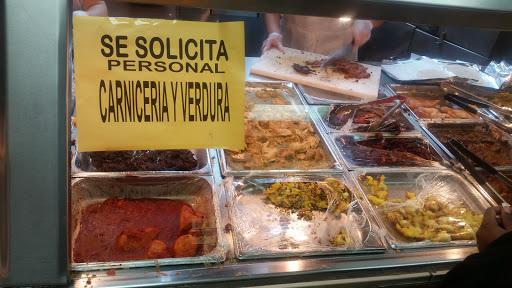 SE SOLICITA
PERSONAL
CARNICERIA Y VERDURA